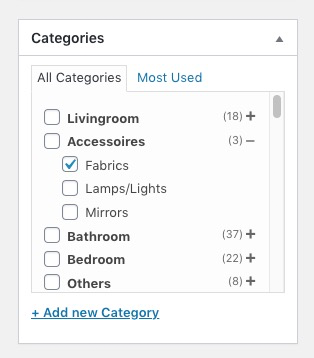 Categories
All Categories Most Used
Livingroom (18) +
Accessoires (3) −
Fabrics
Lamps/Lights
Mirrors
Bathroom (37) +
Bedroom (22) +
Others (8) +
+ Add new Category